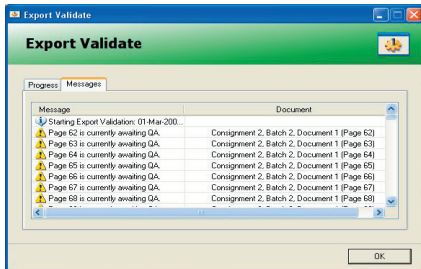 Export Validate
Export Validate
Progress Messages
Message Document
Starting Export Validation: 01-Mar-200...
Page 62 is currently awaiting QA. Consignment 2, Batch 2, Document 1 (Page 62)
Page 63 is currently awaiting QA. Consignment 2, Batch 2, Document 1 (Page 63)
Page 64 is currently awaiting QA. Consignment 2, Batch 2, Document 1 (Page 64)
Page 65 is currently awaiting QA. Consignment 2, Batch 2, Document 1 (Page 65)
Page 66 is currently awaiting QA. Consignment 2, Batch 2, Document 1 (Page 66)
Page 67 is currently awaiting QA. Consignment 2, Batch 2, Document 1 (Page 67)
Page 68 is currently awaiting QA. Consignment 2, Batch 2, Document 1 (Page 68)
OK